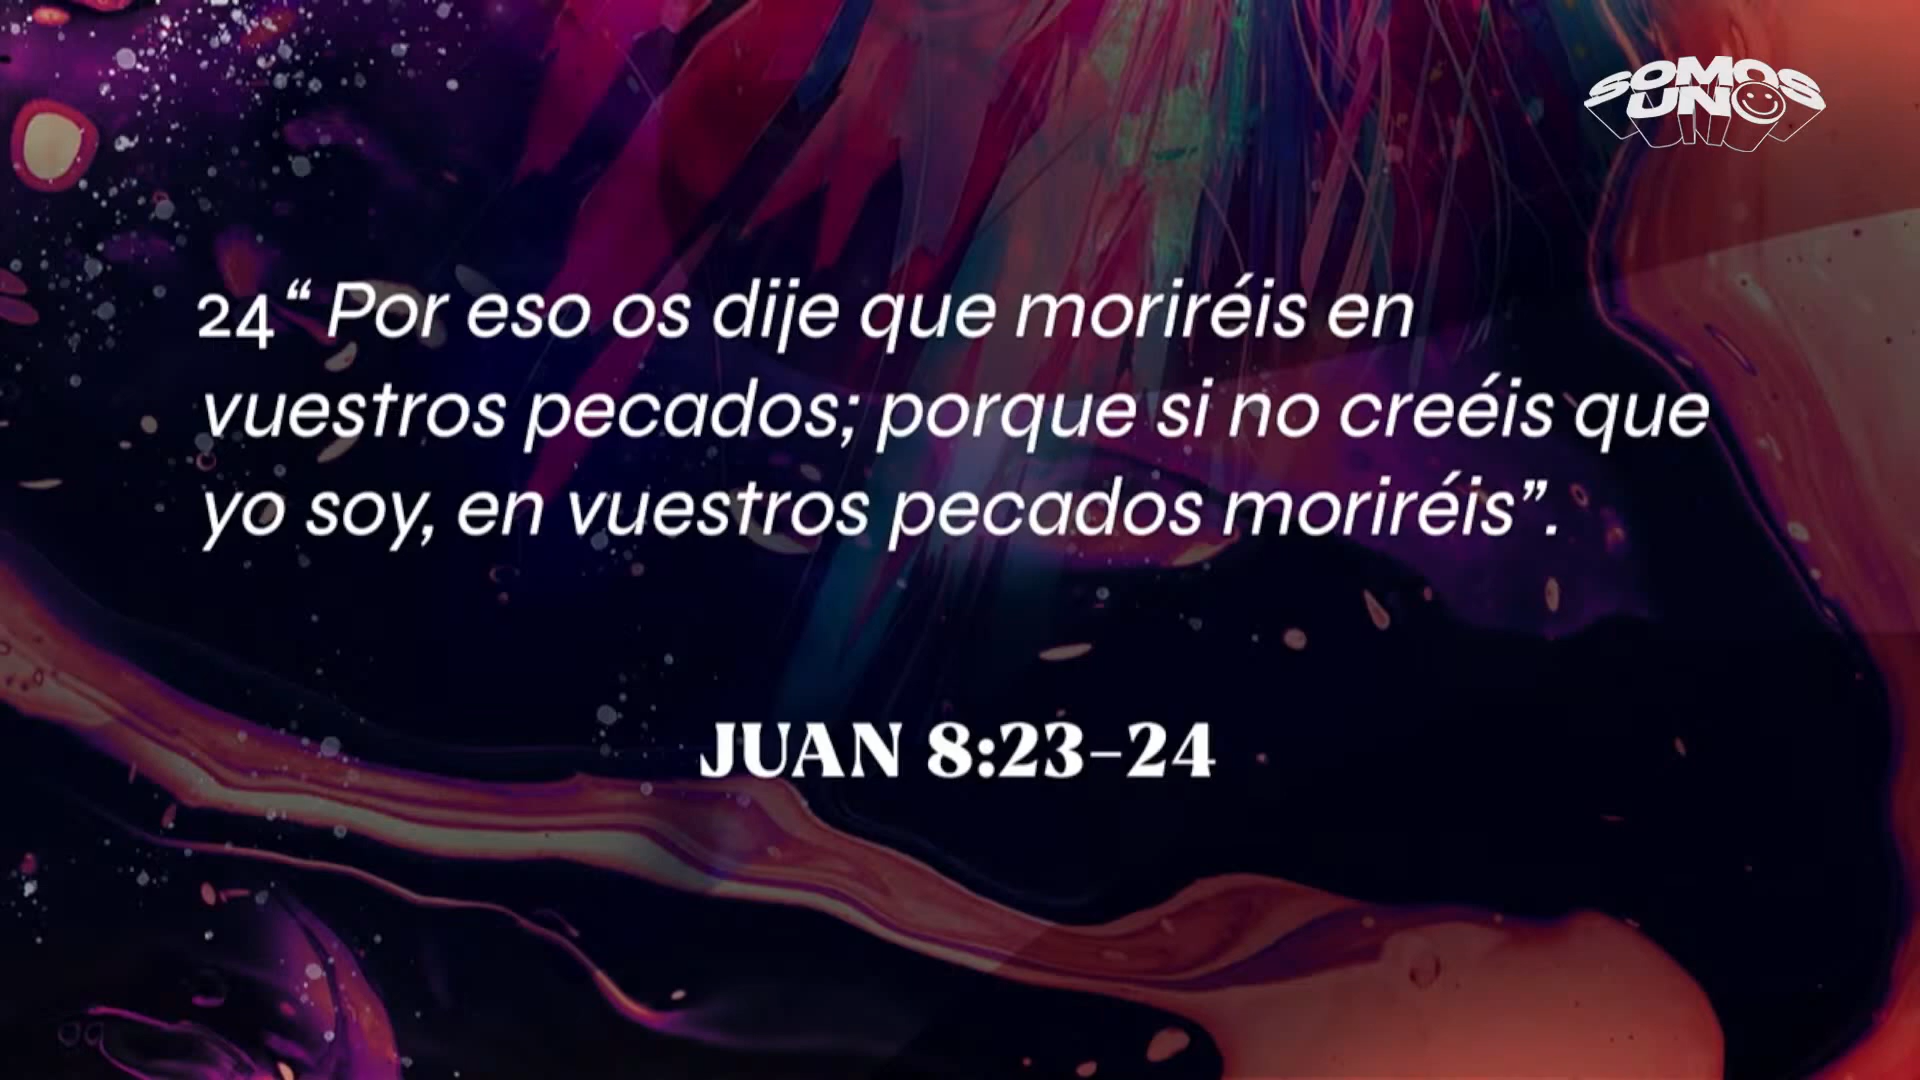 SOMOS
UNO
24 “ Por eso os dije que moriréis en
vuestros pecados; porque si no creéis que
yo soy, en vuestros pecados moriréis”.
JUAN 8:23–24